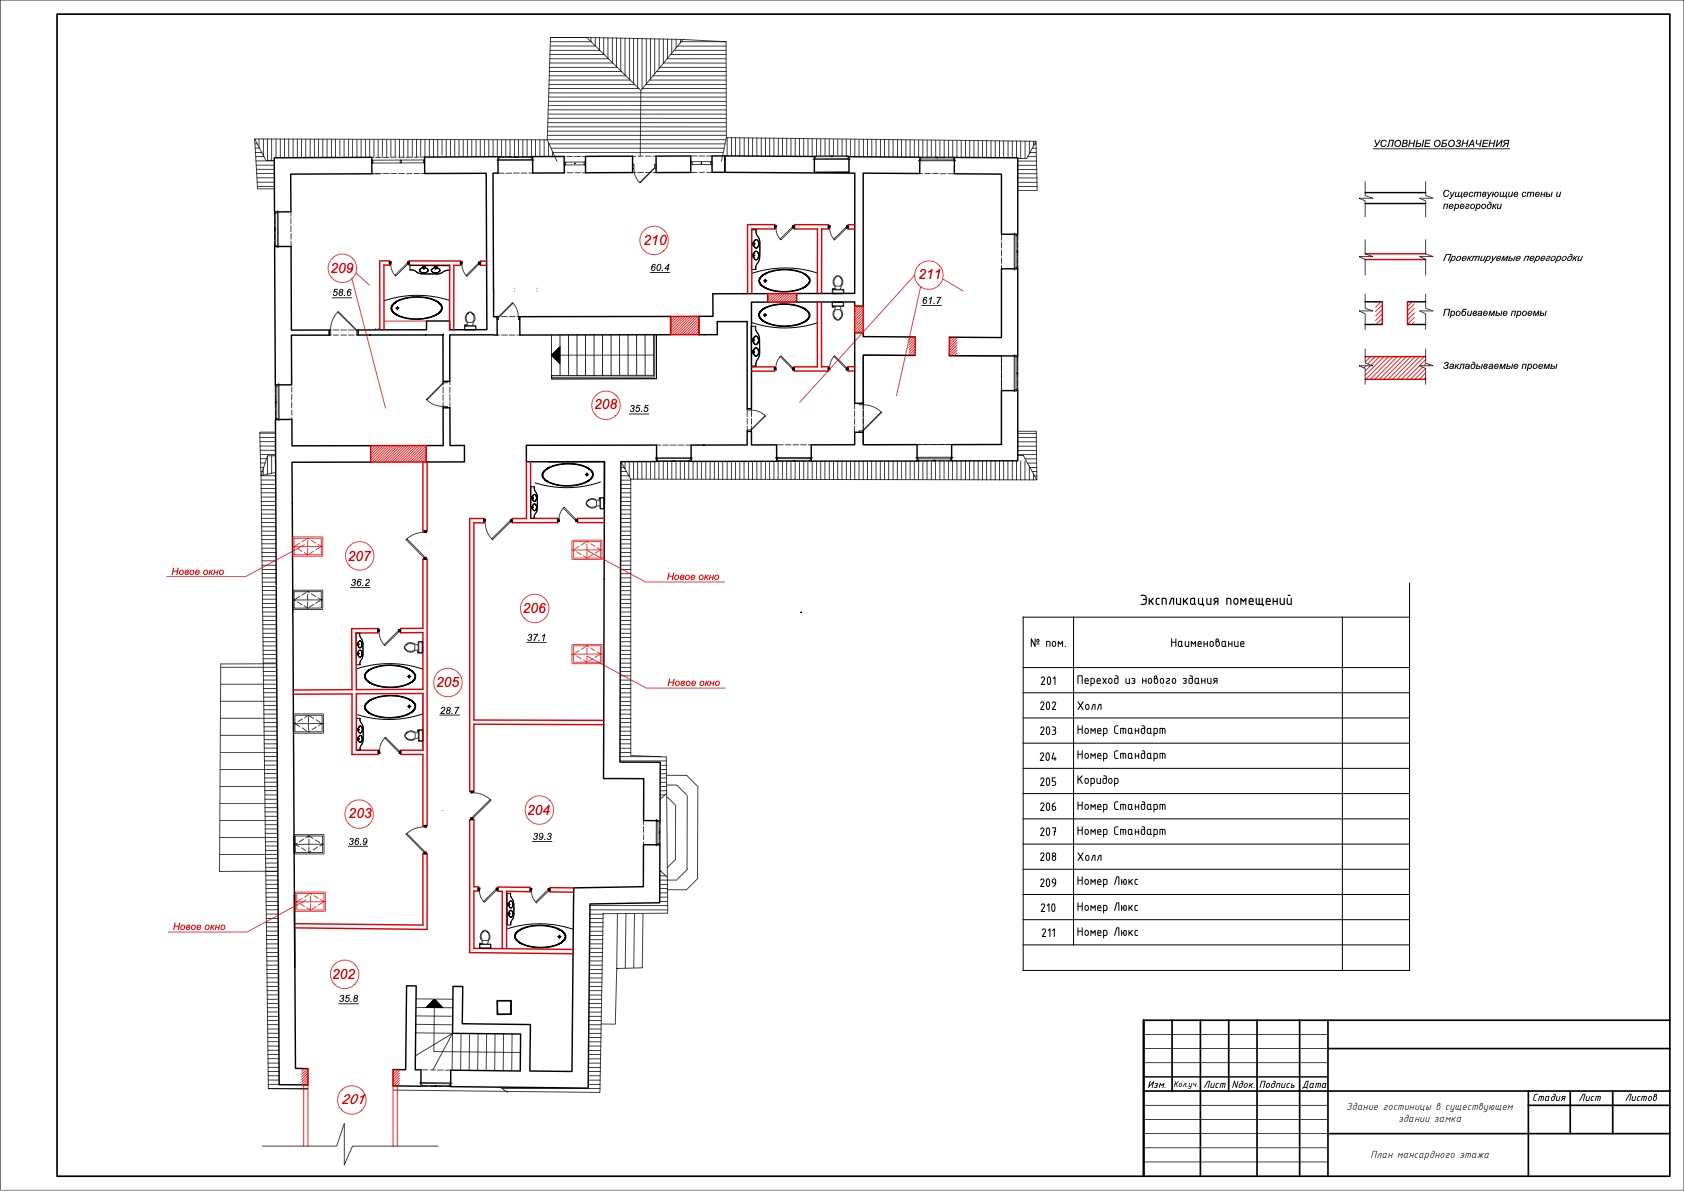 УСЛОВНЫЕ ОБОЗНАЧЕНИЯ
Существующие стены и
перегородки
Проектируемые перегородки
Пробиваемые проемы
Закладываемые проемы
210
60.4
209
58.6
211
61.7
208
35.5
207
36.2
Новое окно
Новое окно
206
37.1
205
28.7
Новое окно
203
36.9
204
39.3
Новое окно
202
35.8
201
Экспликация помещений
№ пом.
Наименование
201 Переход из нового здания
202 Холл
203 Номер Стандарт
204 Номер Стандарт
205 Коридор
206 Номер Стандарт
207 Номер Стандарт
208 Холл
209 Номер Люкс
210 Номер Люкс
211 Номер Люкс
Изм. Кол.уч. Лист Nдок. Подпись Дата
Здание гостиницы в существующем
здании замка
Стадия Лист Листов
План мансардного этажа